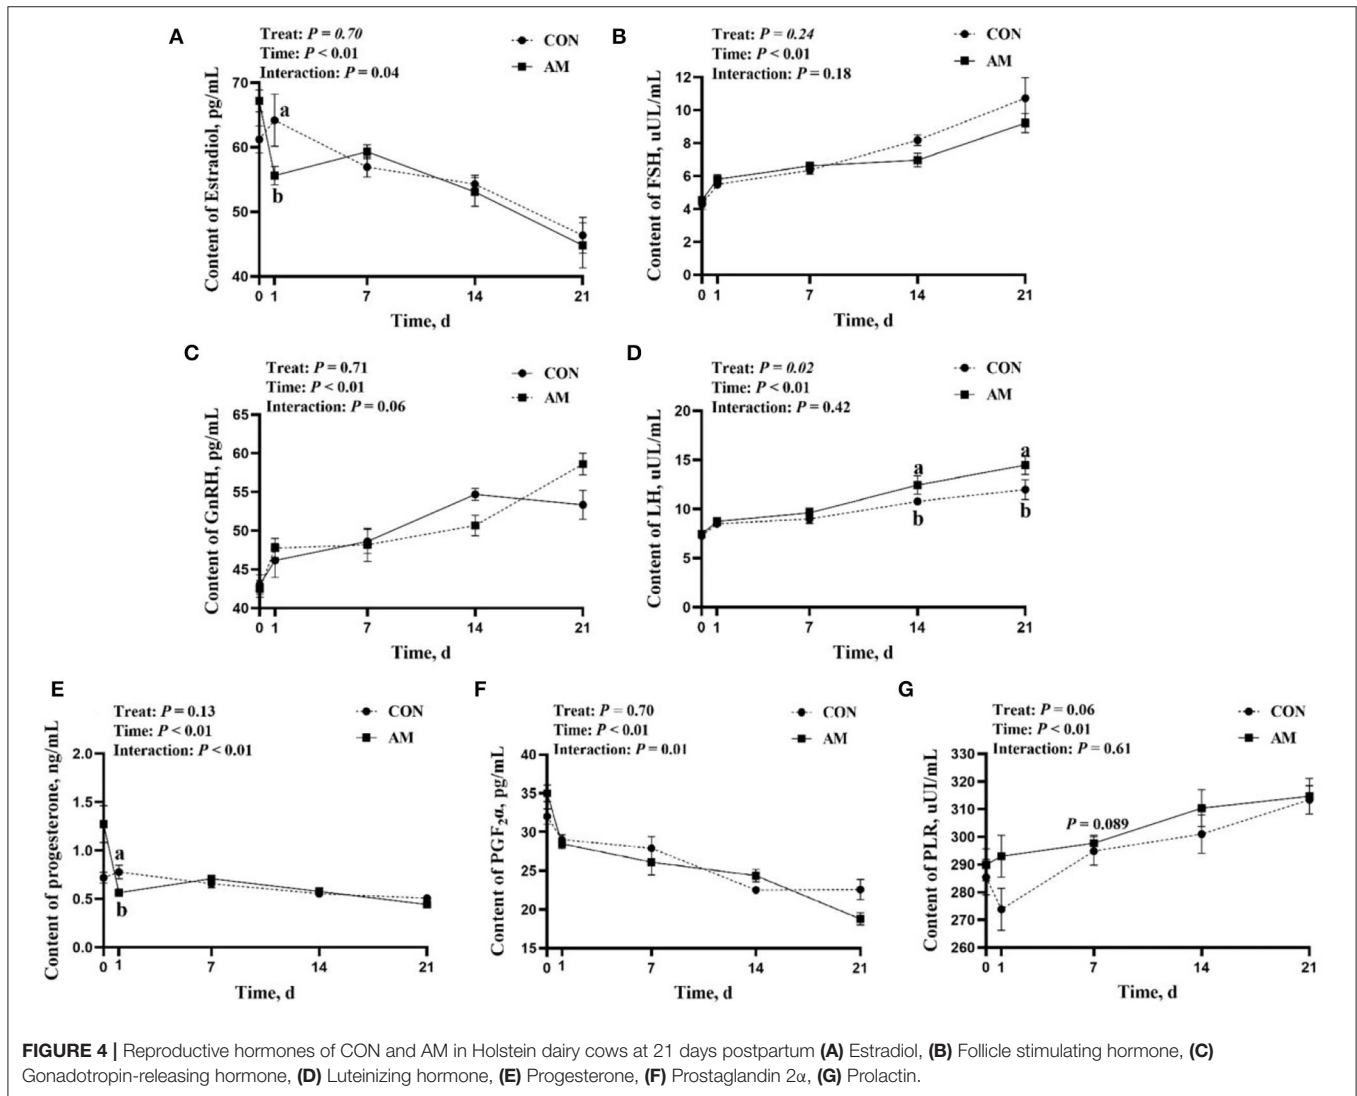 A
Treat: P = 0.70
Time: P < 0.01
Interaction: P = 0.04
CON
AM
Content of Estradiol, pg/mL
70
60
50
40
a
b
0 1 7 14 21
Time, d
B
Treat: P = 0.24
Time: P < 0.01
Interaction: P = 0.18
CON
AM
Content of FSH, uUL/mL
12
10
8
6
4
2
0
0 1 7 14 21
Time, d
C
Treat: P = 0.71
Time: P < 0.01
Interaction: P = 0.06
CON
AM
Content of GnRH, pg/mL
65
60
55
50
45
40
0 1 7 14 21
Time, d
D
Treat: P = 0.02
Time: P < 0.01
Interaction: P = 0.42
CON
AM
Content of LH, uUL/mL
20
15
10
5
0
a
a
b
b
0 1 7 14 21
Time, d
E
Treat: P = 0.13
Time: P < 0.01
Interaction: P < 0.01
CON
AM
Content of progesterone, ng/mL
2.0
1.5
1.0
0.5
0.0
a
b
0 1 7 14 21
Time, d
F
Treat: P = 0.70
Time: P < 0.01
Interaction: P = 0.01
CON
AM
Content of PGF₂α, pg/mL
40
35
30
25
20
15
0 1 7 14 21
Time, d
G
Treat: P = 0.06
Time: P < 0.01
Interaction: P = 0.61
CON
AM
Content of PLR, uUI/mL
330
320
310
300
290
280
270
260
P = 0.089
0 1 7 14 21
Time, d
FIGURE 4 | Reproductive hormones of CON and AM in Holstein dairy cows at 21 days postpartum (A) Estradiol, (B) Follicle stimulating hormone, (C)
Gonadotropin-releasing hormone, (D) Luteinizing hormone, (E) Progesterone, (F) Prostaglandin 2α, (G) Prolactin.